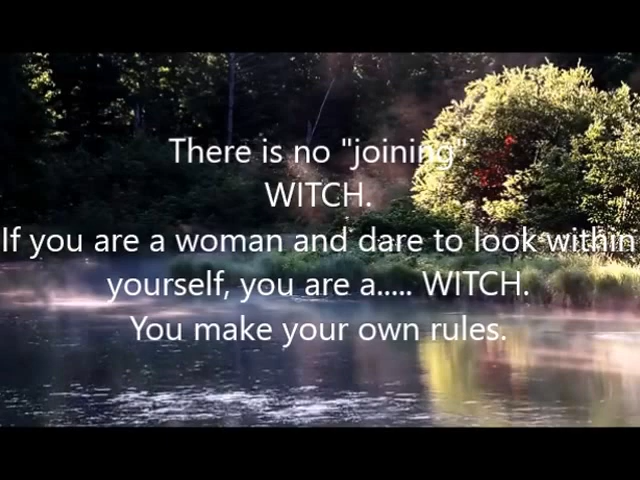 There is no "joining"
WITCH.
If you are a woman and dare to look within
yourself, you are a..... WITCH.
You make your own rules.